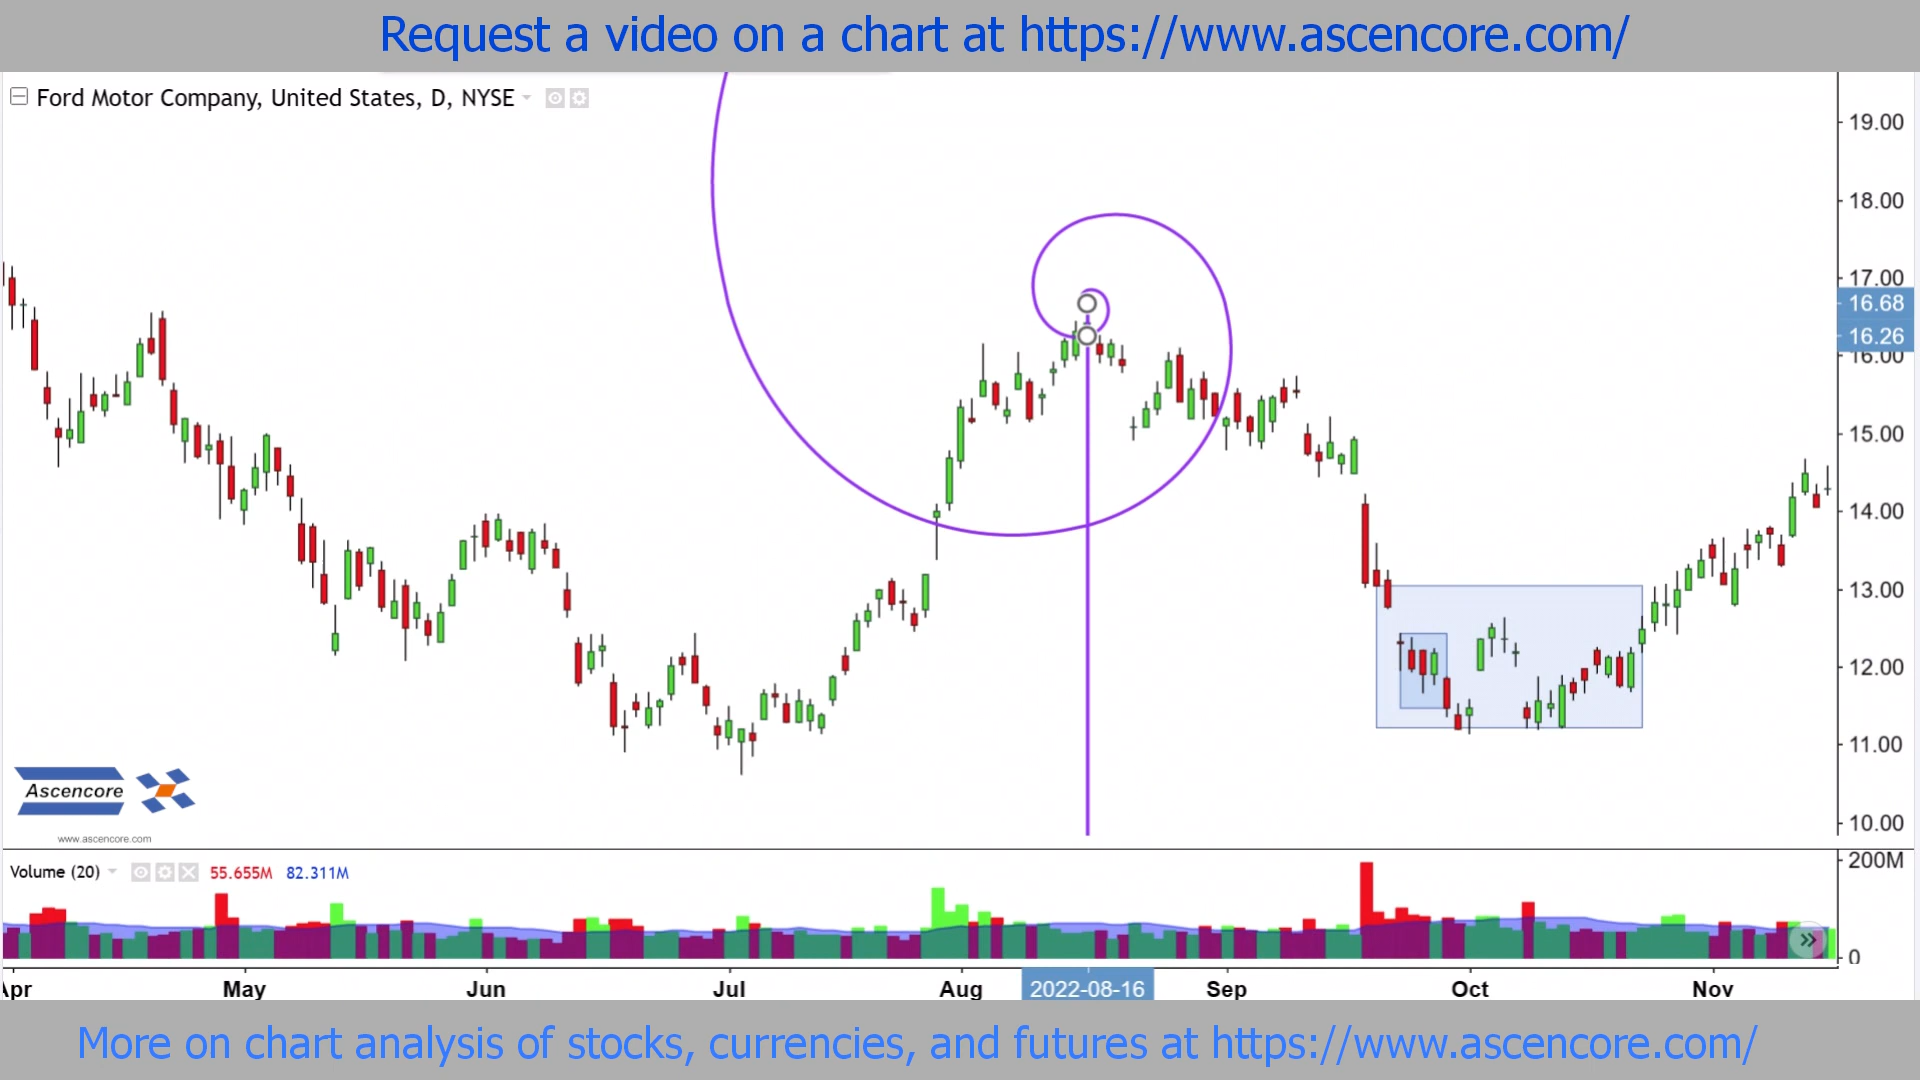 Request a video on a chart at https://www.ascencore.com/
Ford Motor Company, United States, D, NYSE
19.00
18.00
17.00
16.68
16.26
16.00
15.00
14.00
13.00
12.00
11.00
10.00
Ascencore
www.ascencore.com
Volume (20) 55.655M 82.311M
200M
0
Apr May Jun Jul Aug 2022-08-16 Sep Oct Nov
More on chart analysis of stocks, currencies, and futures at https://www.ascencore.com/